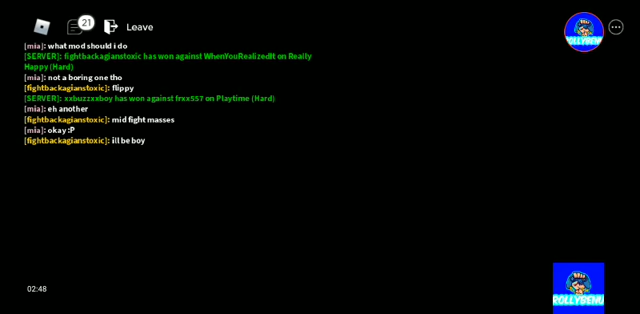 21
Leave
[mia]: what mod should i do
[SERVER]: fightbackagianstoxic has won against WhenYouRealizedIt on Really
Happy (Hard)
[mia]: not a boring one tho
[fightbackagianstoxic]: flippy
[SERVER]: xxbuzzxxboy has won against frxx557 on Playtime (Hard)
[mia]: eh another
[fightbackagianstoxic]: mid fight masses
[mia]: okay :P
[fightbackagianstoxic]: ill be boy
02:48